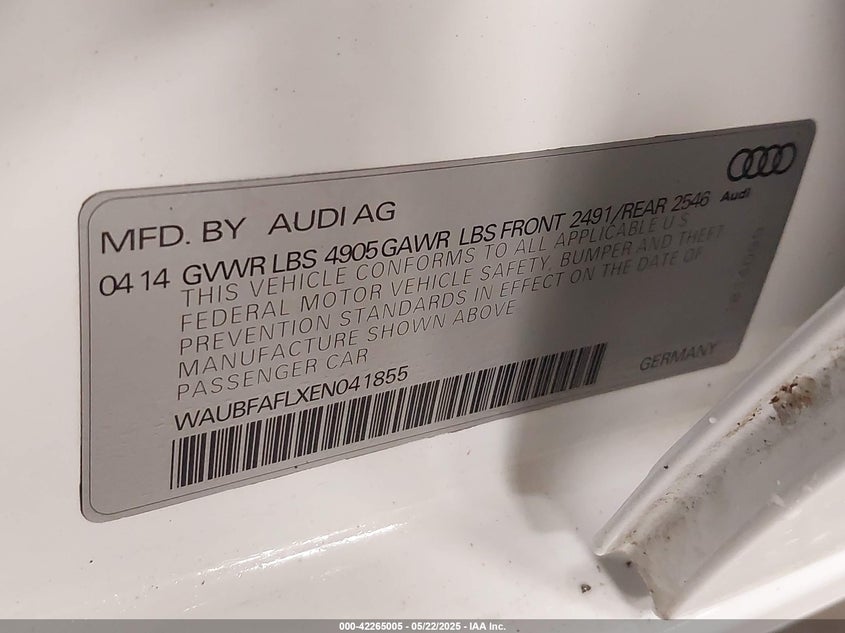 Audi
MFD. BY AUDI AG
04 14 GVWR LBS 4905 GAWR LBS FRONT 2491/REAR 2546
THIS VEHICLE CONFORMS TO ALL APPLICABLE U S
FEDERAL MOTOR VEHICLE SAFETY, BUMPER AND THEFT
PREVENTION STANDARDS IN EFFECT ON THE DATE OF
MANUFACTURE SHOWN ABOVE
PASSENGER CAR
WAUBFAFLXEN041855
GERMANY
000-42265005 - 05/22/2025 - IAA Inc.